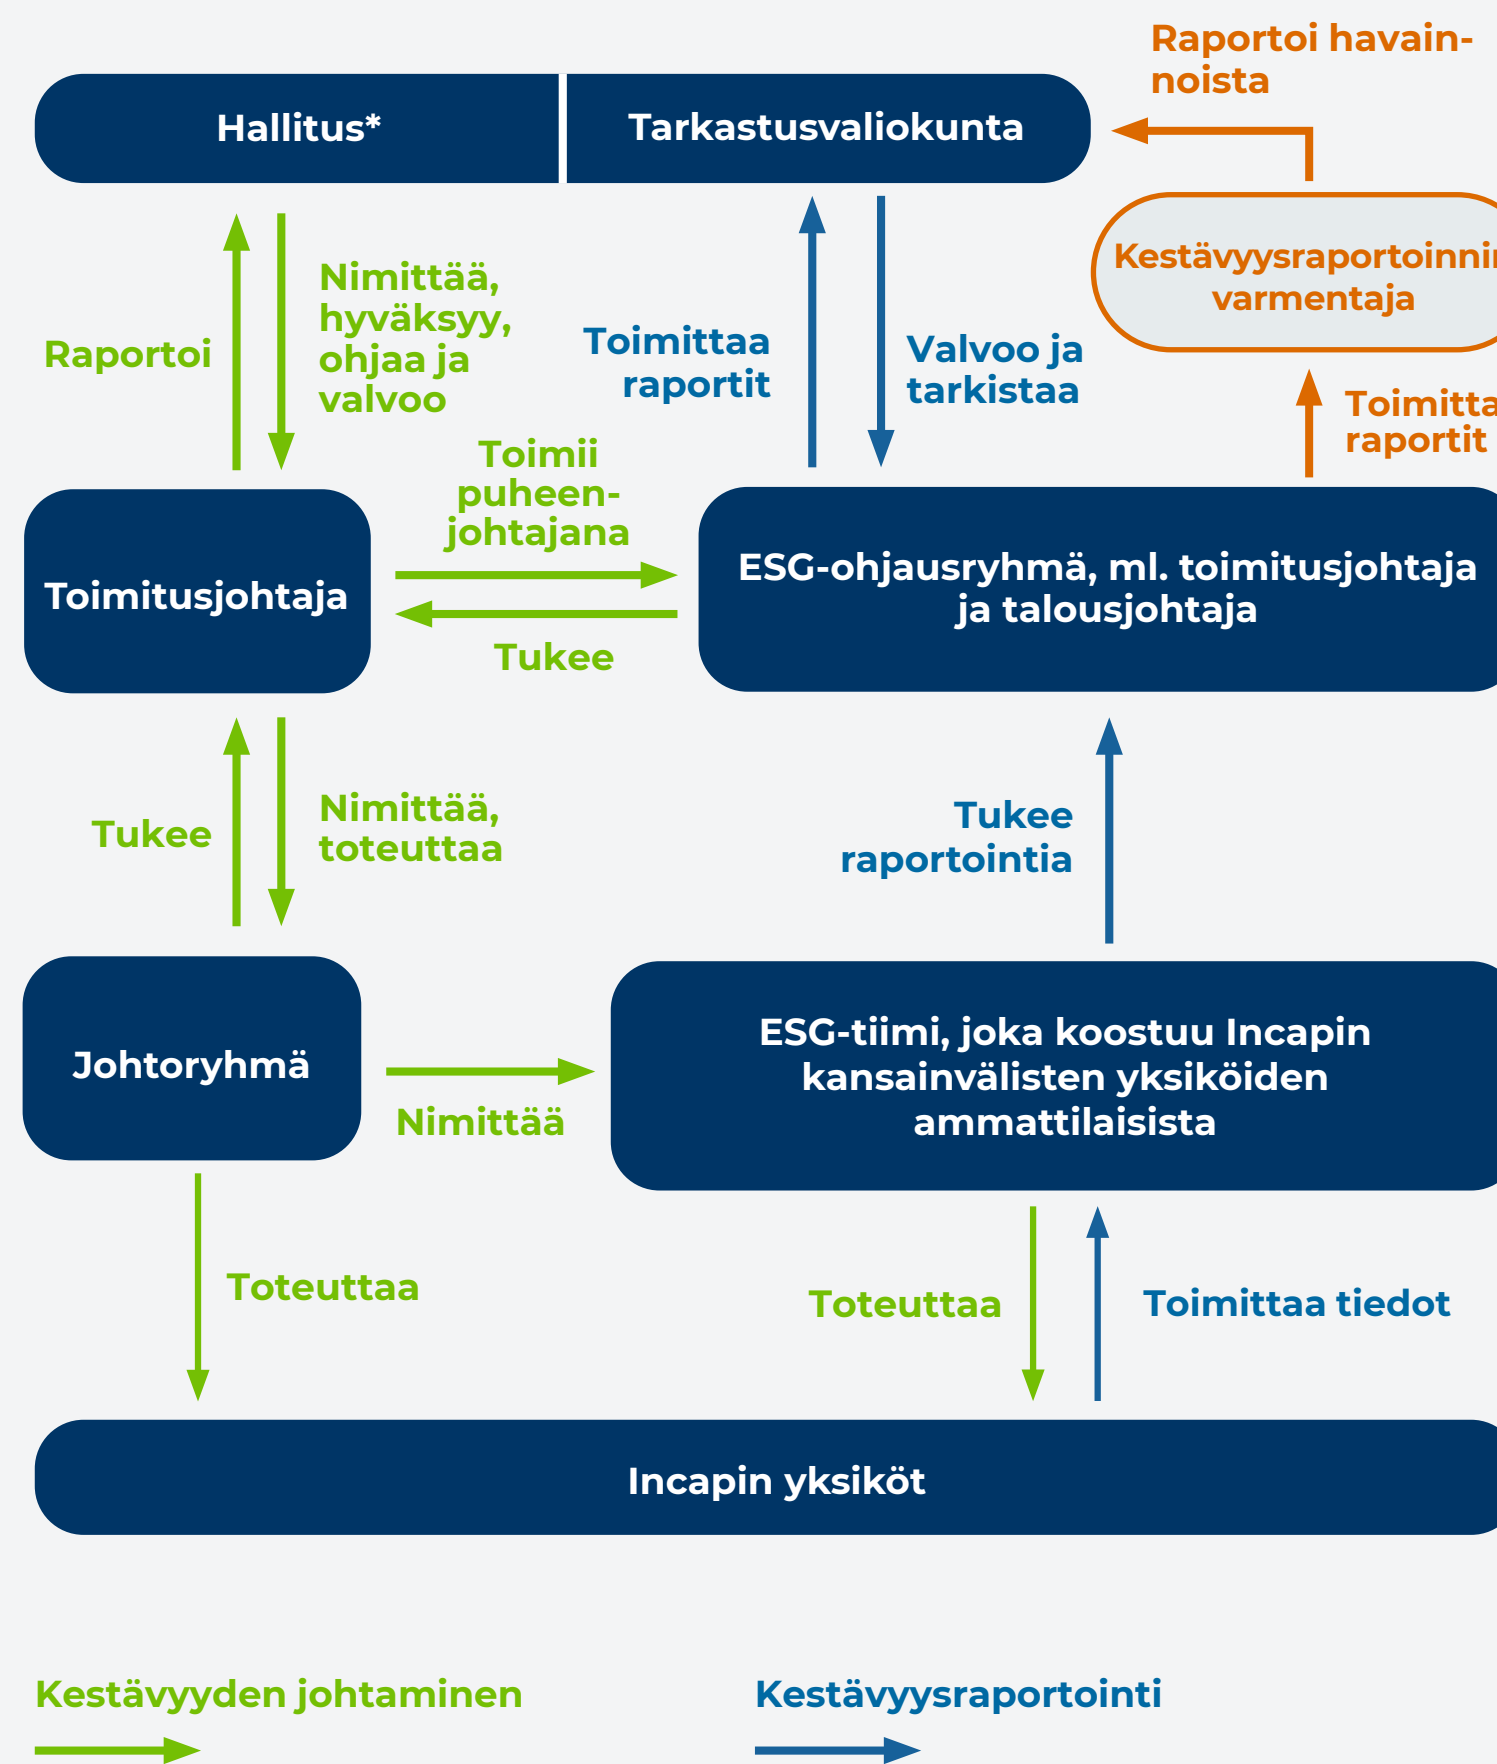 Raportoi havain-
noista
Hallitus*
Tarkastusvaliokunta
Kestävyysraportoinnin
varmentaja
Nimittää,
hyväksyy,
ohjaa ja
valvoo
Raportoi
Toimittaa
raportit
Valvoo ja
tarkistaa
raportit
Toimii
puheen-
johtajana
Toimitusjohtaja
ESG-ohjausryhmä, ml. toimitusjohtaja
ja talousjohtaja
Tukee
Tukee
Nimittää,
toteuttaa
Tukee
raportointia
Johtoryhmä
ESG-tiimi, joka koostuu Incapin
kansainvälisten yksiköiden
ammattilaisista
Nimittää
Toteuttaa
Toteuttaa
Toimittaa tiedot
Incapin yksiköt
Kestävyyden johtaminen
Kestävyysraportointi